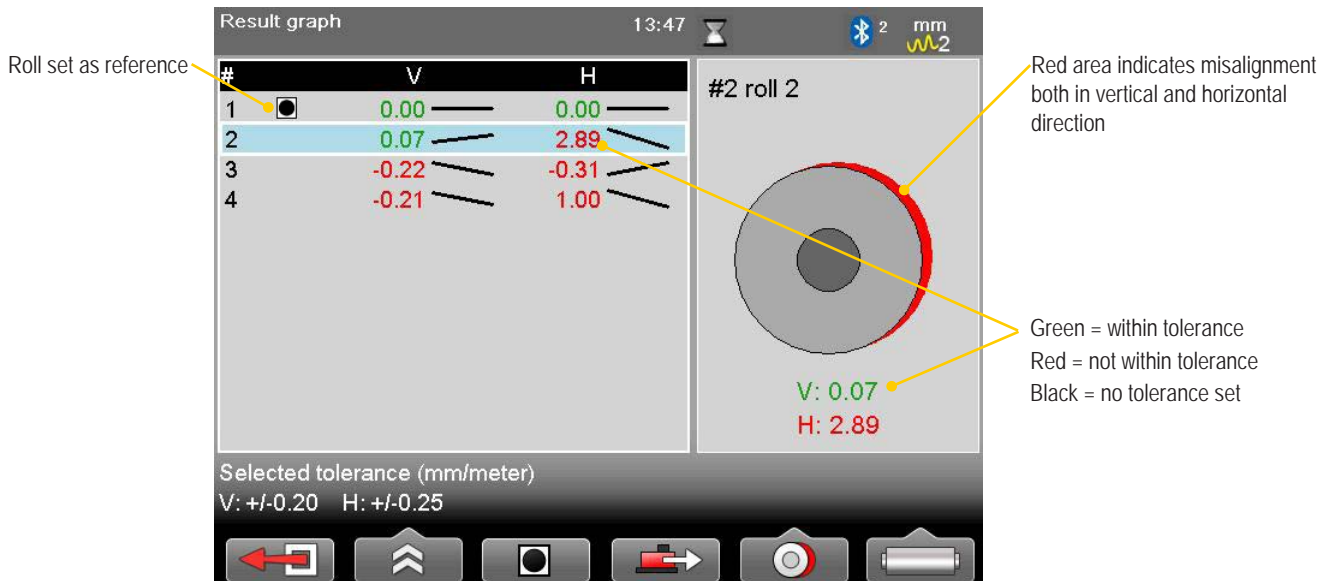 Result graph 13:47 2 mm
2
Roll set as reference
# V H
1 0.00 0.00
2 0.07 2.89
3 -0.22 -0.31
4 -0.21 1.00
#2 roll 2
V: 0.07
H: 2.89
Selected tolerance (mm/meter)
V: +/-0.20 H: +/-0.25
Red area indicates misalignment
both in vertical and horizontal
direction
Green = within tolerance
Red = not within tolerance
Black = no tolerance set